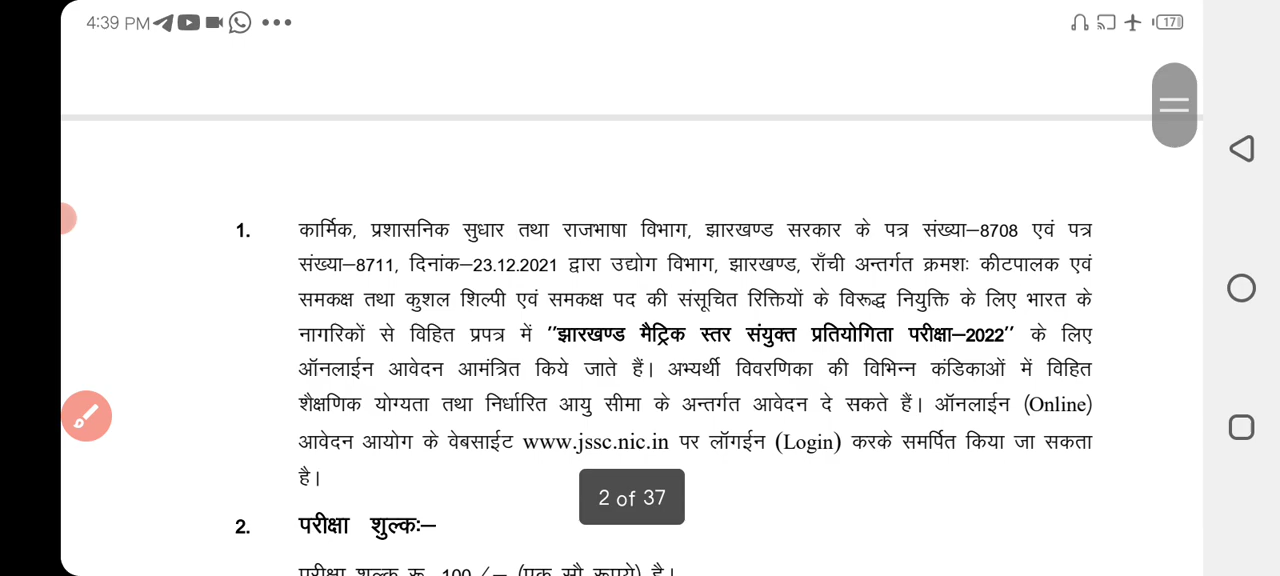 4:39 PM
17
1. कार्मिक, प्रशासनिक सुधार तथा राजभाषा विभाग, झारखण्ड सरकार के पत्र संख्या–8708 एवं पत्र
संख्या–8711, दिनांक–23.12.2021 द्वारा उद्योग विभाग, झारखण्ड, राँची अन्तर्गत क्रमशः कीटपालक एवं
समकक्ष तथा कुशल शिल्पी एवं समकक्ष पद की संसूचित रिक्तियों के विरूद्ध नियुक्ति के लिए भारत के
नागरिकों से विहित प्रपत्र में ''झारखण्ड मैट्रिक स्तर संयुक्त प्रतियोगिता परीक्षा–2022'' के लिए
ऑनलाईन आवेदन आमंत्रित किये जाते हैं। अभ्यर्थी विवरणिका की विभिन्न कंडिकाओं में विहित
शैक्षणिक योग्यता तथा निर्धारित आयु सीमा के अन्तर्गत आवेदन दे सकते हैं। ऑनलाईन (Online)
आवेदन आयोग के वेबसाईट www.jssc.nic.in पर लॉगईन (Login) करके समर्पित किया जा सकता
है।
2 of 37
2. परीक्षा शुल्कः–
परीक्षा शुल्क रू. 100 /– (एक सौ रूपये) है।